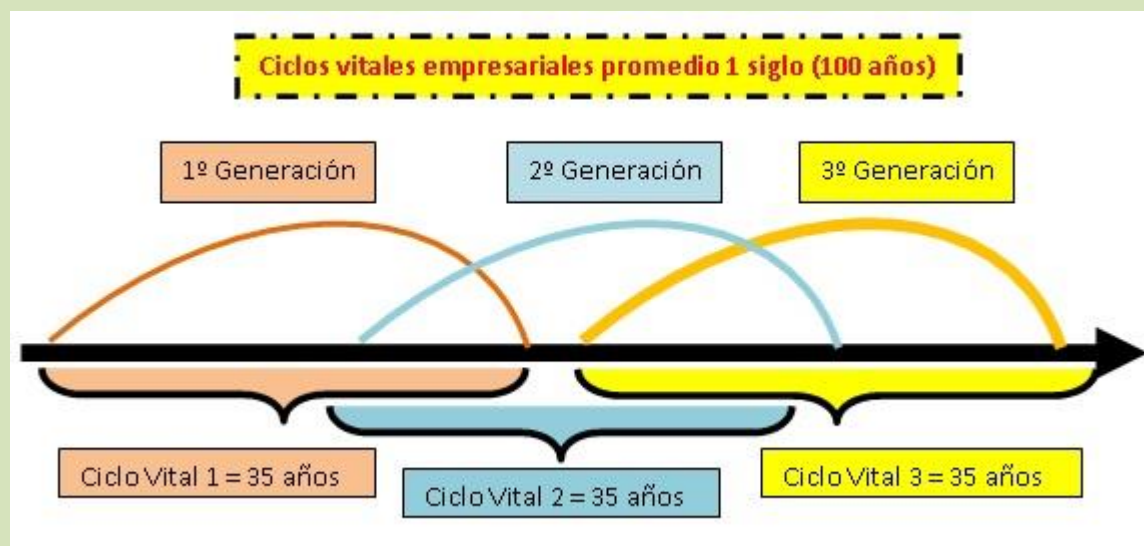 Ciclos vitales empresariales promedio 1 siglo (100 años)
1º Generación
2º Generación
3º Generación
Ciclo Vital 1 = 35 años
Ciclo Vital 2 = 35 años
Ciclo Vital 3 = 35 años